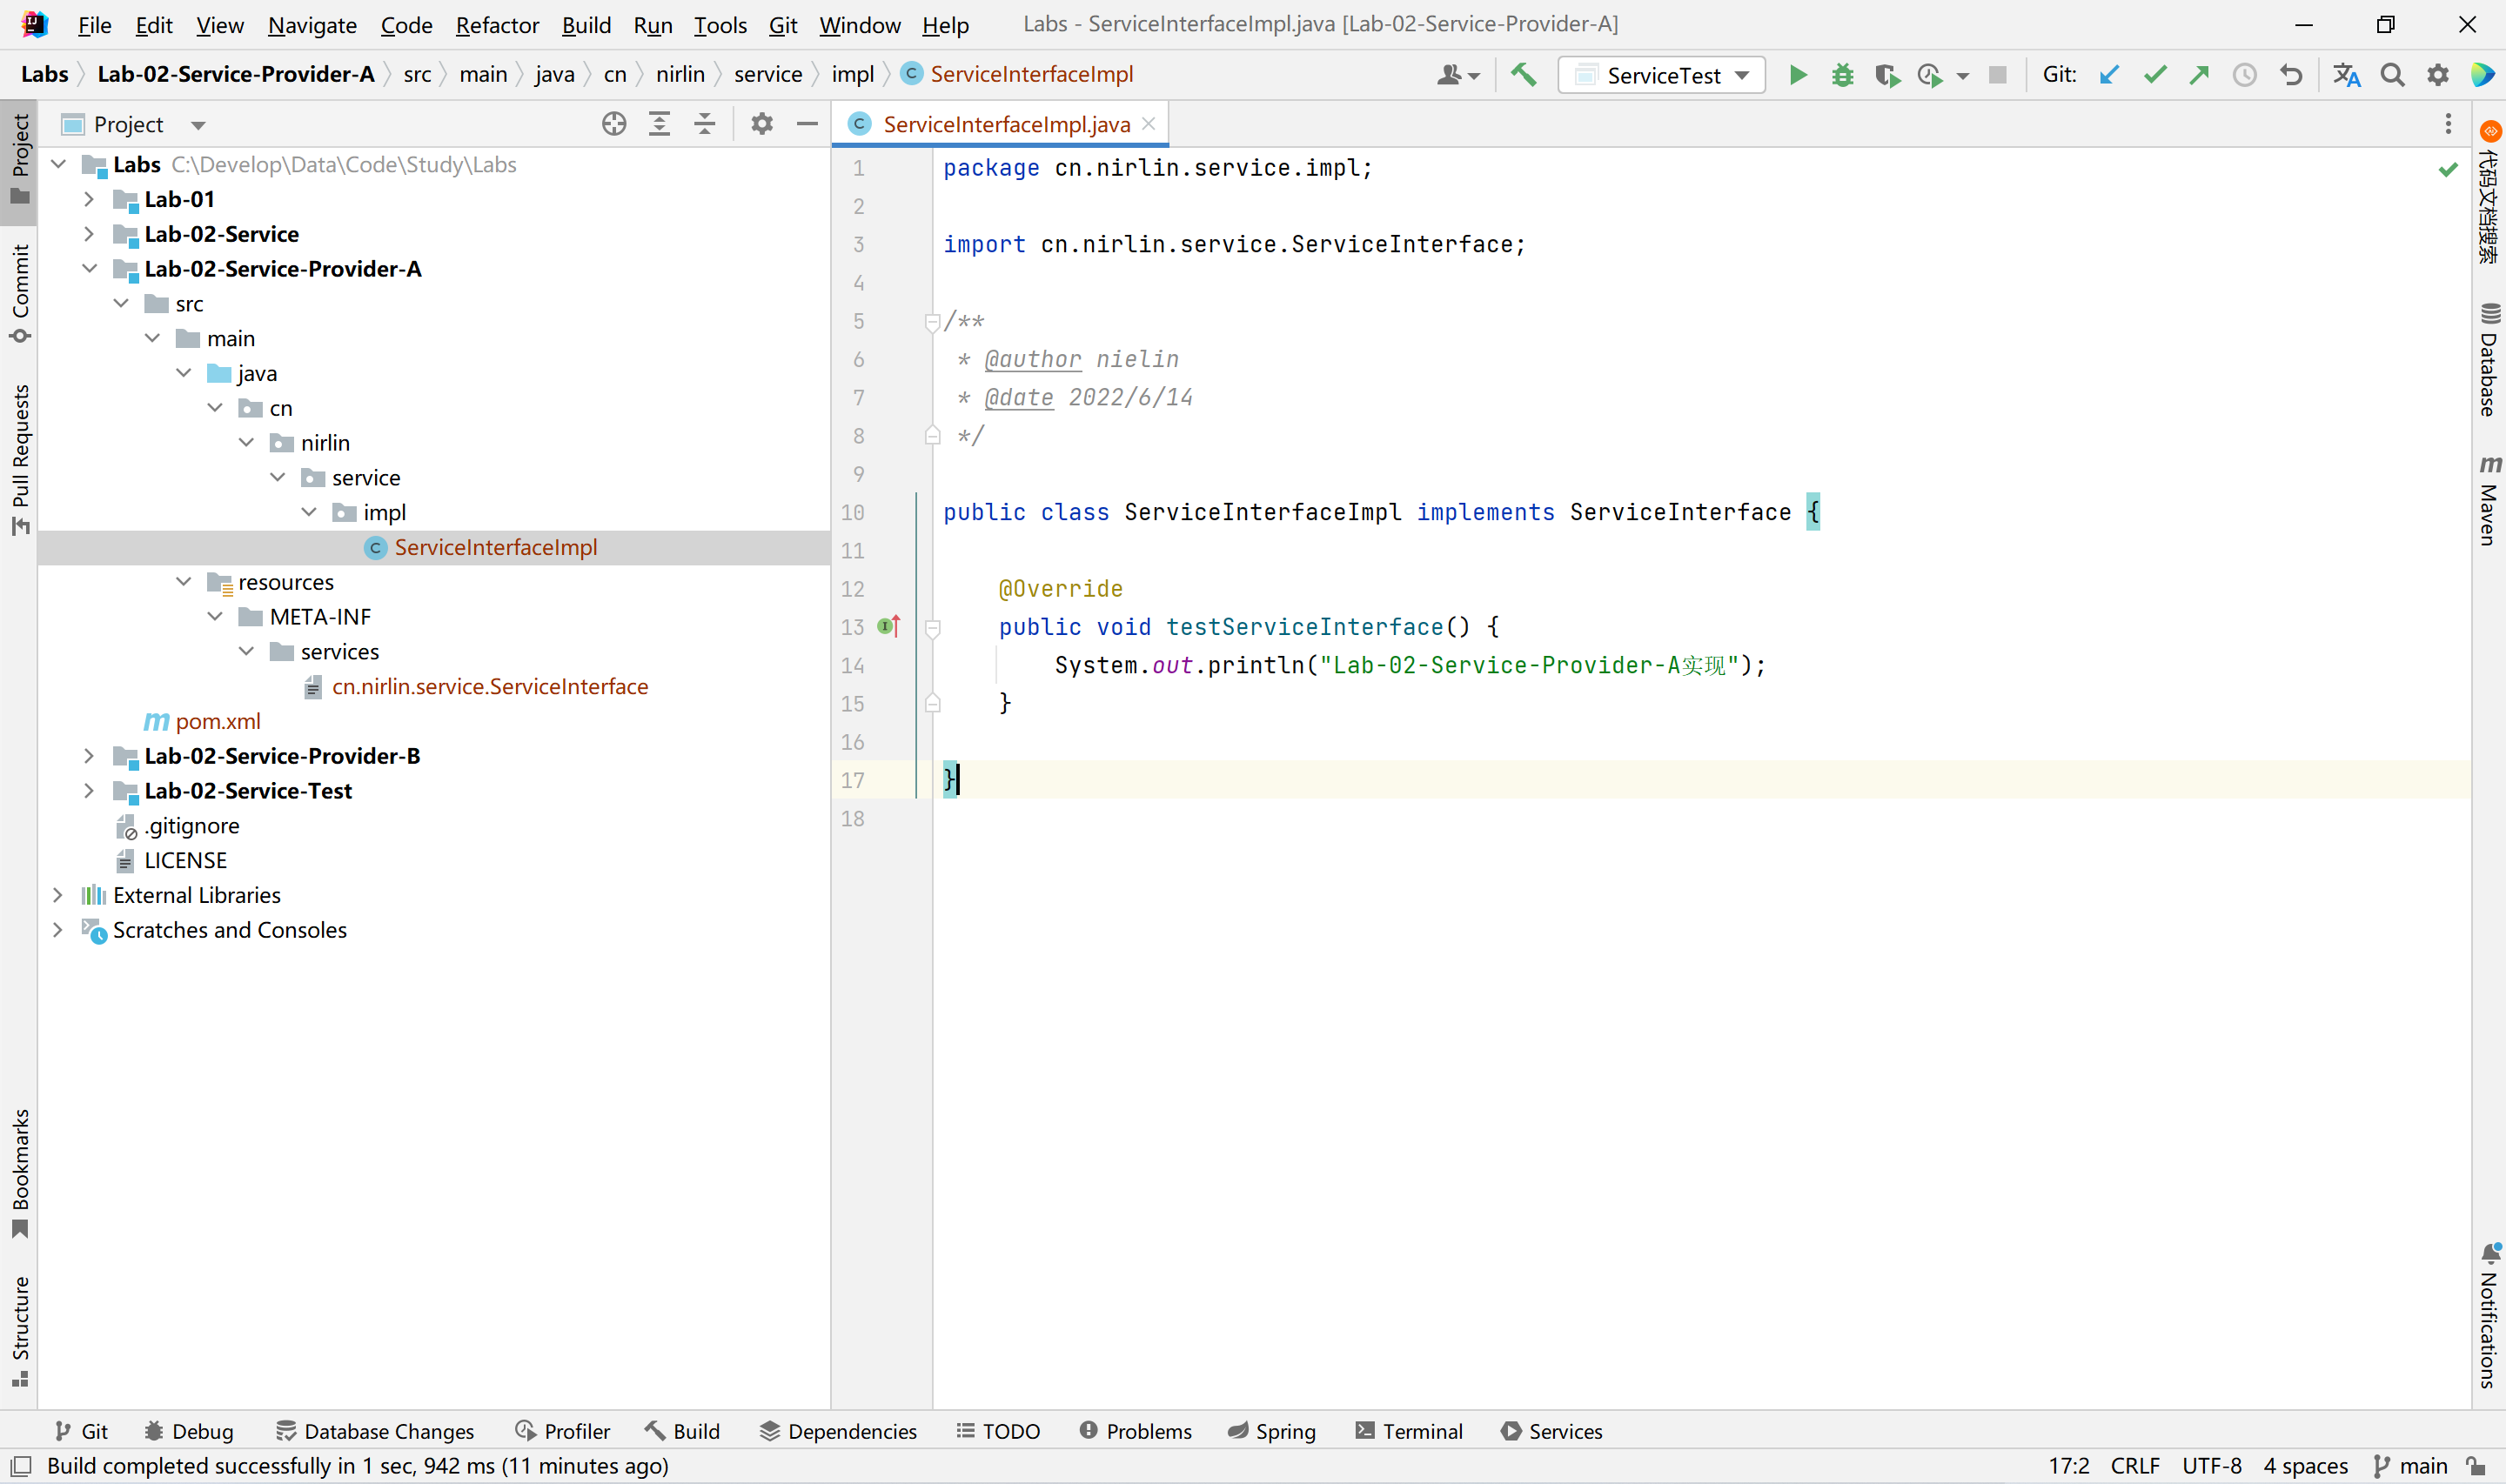 File Edit View Navigate Code Refactor Build Run Tools Git Window Help Labs - ServiceInterfaceImpl.java [Lab-02-Service-Provider-A]
Labs Lab-02-Service-Provider-A src main java cn nirlin service impl ServiceInterfaceImpl ServiceTest Git:
Project
Commit
Pull Requests
Bookmarks
Structure
Project
Labs C:\Develop\Data\Code\Study\Labs
Lab-01
Lab-02-Service
Lab-02-Service-Provider-A
src
main
java
cn
nirlin
service
impl
ServiceInterfaceImpl
resources
META-INF
services
cn.nirlin.service.ServiceInterface
pom.xml
Lab-02-Service-Provider-B
Lab-02-Service-Test
.gitignore
LICENSE
External Libraries
Scratches and Consoles
ServiceInterfaceImpl.java
1 package cn.nirlin.service.impl;
2
3 import cn.nirlin.service.ServiceInterface;
4
5 /**
6 * @author nielin
7 * @date 2022/6/14
8 */
9
10 public class ServiceInterfaceImpl implements ServiceInterface {
11
12 @Override
13 public void testServiceInterface() {
14 System.out.println("Lab-02-Service-Provider-A实现");
15 }
16
17 }
18
代码文档搜索
Database
Maven
Notifications
Git Debug Database Changes Profiler Build Dependencies TODO Problems Spring Terminal Services
Build completed successfully in 1 sec, 942 ms (11 minutes ago) 17:2 CRLF UTF-8 4 spaces main